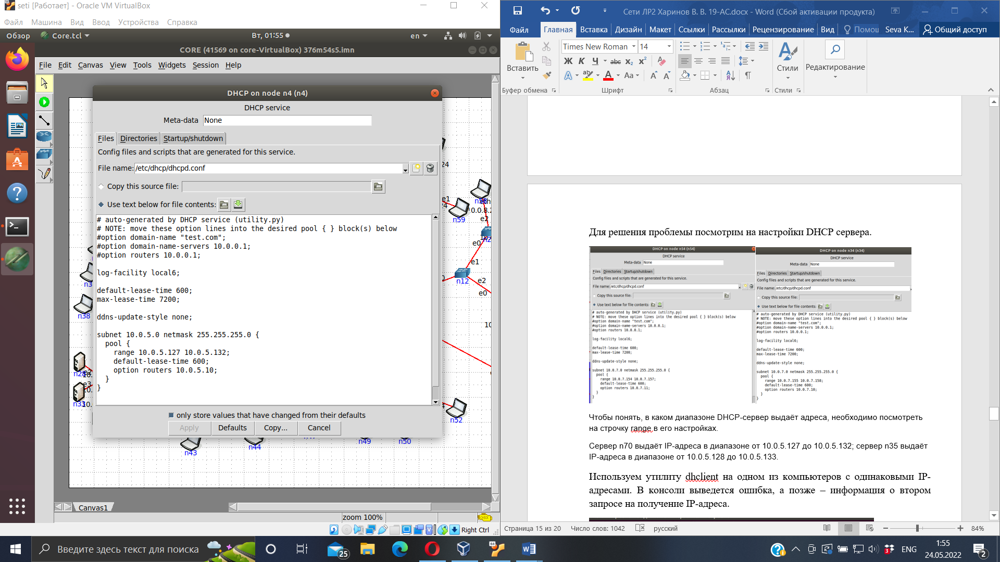 seti [Работает] - Oracle VM VirtualBox
Файл Машина Вид Ввод Устройства Справка
Обзор Core.tcl Вт, 01:55 en
CORE (41569 on core-VirtualBox) 376m54s5.imn
File Edit Canvas View Tools Widgets Session Help
DHCP on node n4 (n4)
DHCP service
Meta-data None
Files Directories Startup/shutdown
Config files and scripts that are generated for this service.
File name: /etc/dhcp/dhcpd.conf
Copy this source file:
Use text below for file contents:
# auto-generated by DHCP service (utility.py)
# NOTE: move these option lines into the desired pool { } block(s) below
#option domain-name "test.com";
#option domain-name-servers 10.0.0.1;
#option routers 10.0.0.1;
log-facility local6;
default-lease-time 600;
max-lease-time 7200;
ddns-update-style none;
subnet 10.0.5.0 netmask 255.255.255.0 {
pool {
range 10.0.5.127 10.0.5.132;
default-lease-time 600;
option routers 10.0.5.10;
}
}
only store values that have changed from their defaults
Apply Defaults Copy... Cancel
24
e1
n59
0.0.8.2
e2
e0
e1
n12
e2
e0
10
n38
n28
e3
n33
10.
n52
n43
n44
n49
n50
Canvas1
zoom 100%
CHECK
Right Ctrl
Сети ЛР2 Харинов В. В. 19-АС.docx - Word (Сбой активации продукта)
Файл Главная Вставка Дизайн Макет Ссылки Рассылки Рецензирование Вид Помощ Seva K... Общий доступ
Times New Roman 14
Вставить
Ж К Ч abc x₂ x²
Aa
Стили
Редактирование
Буфер обмена Шрифт Абзац Стили
Для решения проблемы посмотрим на настройки DHCP сервера.
DHCP on node n54 (n54)
DHCP service
Meta-data None
Files Directories Startup/shutdown
Config files and scripts that are generated for this service.
File name: /etc/dhcp/dhcpd.conf
Copy this source file:
Use text below for file contents:
# auto-generated by DHCP service (utility.py)
# NOTE: move these option lines into the desired pool { } block(s) below
#option domain-name "test.com";
#option domain-name-servers 10.0.0.1;
#option routers 10.0.0.1;
log-facility local6;
default-lease-time 600;
max-lease-time 7200;
ddns-update-style none;
subnet 10.0.7.0 netmask 255.255.255.0 {
pool {
range 10.0.7.154 10.0.7.157;
default-lease-time 600;
option routers 10.0.7.11;
}
}
DHCP on node n34 (n34)
DHCP service
Meta-data None
Files Directories Startup/shutdown
Config files and scripts that are generated for this service.
File name: /etc/dhcp/dhcpd.conf
Copy this source file:
Use text below for file contents:
# auto-generated by DHCP service (utility.py)
# NOTE: move these option lines into the desired pool { } block(s) below
#option domain-name "test.com";
#option domain-name-servers 10.0.0.1;
#option routers 10.0.0.1;
log-facility local6;
default-lease-time 600;
max-lease-time 7200;
ddns-update-style none;
subnet 10.0.7.0 netmask 255.255.255.0 {
pool {
range 10.0.7.155 10.0.7.158;
default-lease-time 600;
option routers 10.0.7.10;
}
}
Чтобы понять, в каком диапазоне DHCP-сервер выдаёт адреса, необходимо посмотреть
на строчку range в его настройках.
Сервер n70 выдаёт IP-адреса в диапазоне от 10.0.5.127 до 10.0.5.132; сервер n35 выдаёт
IP-адреса в диапазоне от 10.0.5.128 до 10.0.5.133.
Используем утилиту dhclient на одном из компьютеров с одинаковыми IP-
адресами. В консоли выведется ошибка, а позже – информация о втором
запросе на получение IP-адреса.
Страница 15 из 20 Число слов: 1042 русский 84%
Введите здесь текст для поиска
25
64
3
ENG
1:55
24.05.2022
2